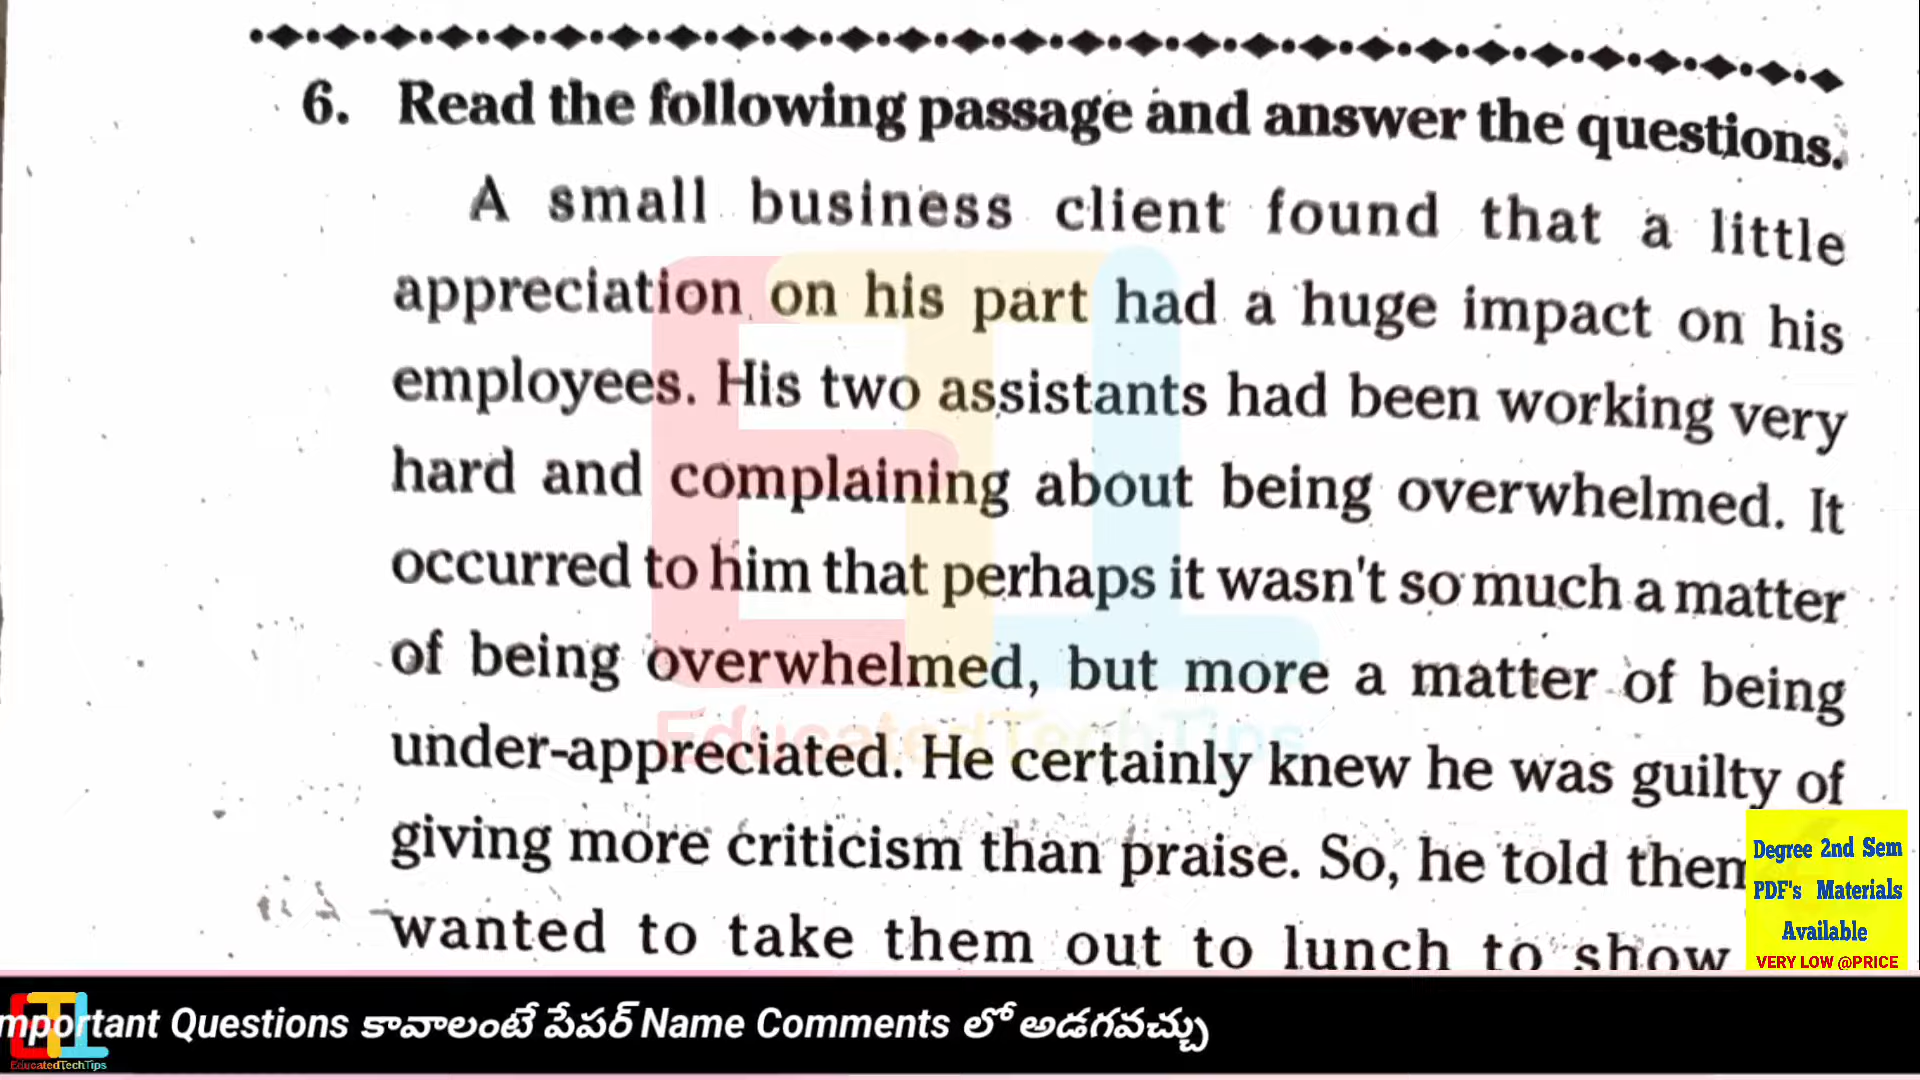 6. Read the following passage and answer the questions.
A small business client found that a little
appreciation on his part had a huge impact on his
employees. His two assistants had been working very
hard and complaining about being overwhelmed. It
occurred to him that perhaps it wasn't so much a matter
of being overwhelmed, but more a matter of being
EducatedTechTips
under-appreciated. He certainly knew he was guilty of
giving more criticism than praise. So, he told them
wanted to take them out to lunch to show
Degree 2nd Sem
PDF's Materials
Available
VERY LOW @PRICE
mportant Questions కావాలంటే పేపర్ Name Comments లో అడగవచ్చు
EducatedTechTips